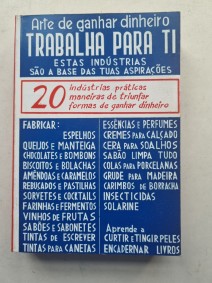 Arte de ganhar dinheiro
TRABALHA PARA TI
ESTAS INDÚSTRIAS
SÃO A BASE DAS TUAS ASPIRAÇÕES
20 indústrias práticas
maneiras de triunfar
formas de ganhar dinheiro
FABRICAR:
ESPELHOS
QUEIJOS E MANTEIGA
CHOCOLATES E BOMBONS
BISCOITOS E BOLACHAS
AMÊNDOAS E CARAMELOS
REBUCADOS E PASTILHAS
SORVETES E COCKTAILS
FARINHAS E FERMENTOS
VINHOS DE FRUTAS
SABÕES E SABONETES
TINTAS DE ESCREVER
TINTAS PARA CANETAS
ESSÊNCIAS E PERFUMES
CREMES PARA CALÇADO
CERA PARA SOALHOS
SABÃO LIMPA TUDO
COLAS PARA PORCELANAS
GRUDE PARA MADEIRA
CARIMBOS DE BORRACHA
INSECTICIDAS
SOLARINE
Aprende a
CURTIR E TINGIR PELES
ENCADERNAR LIVROS